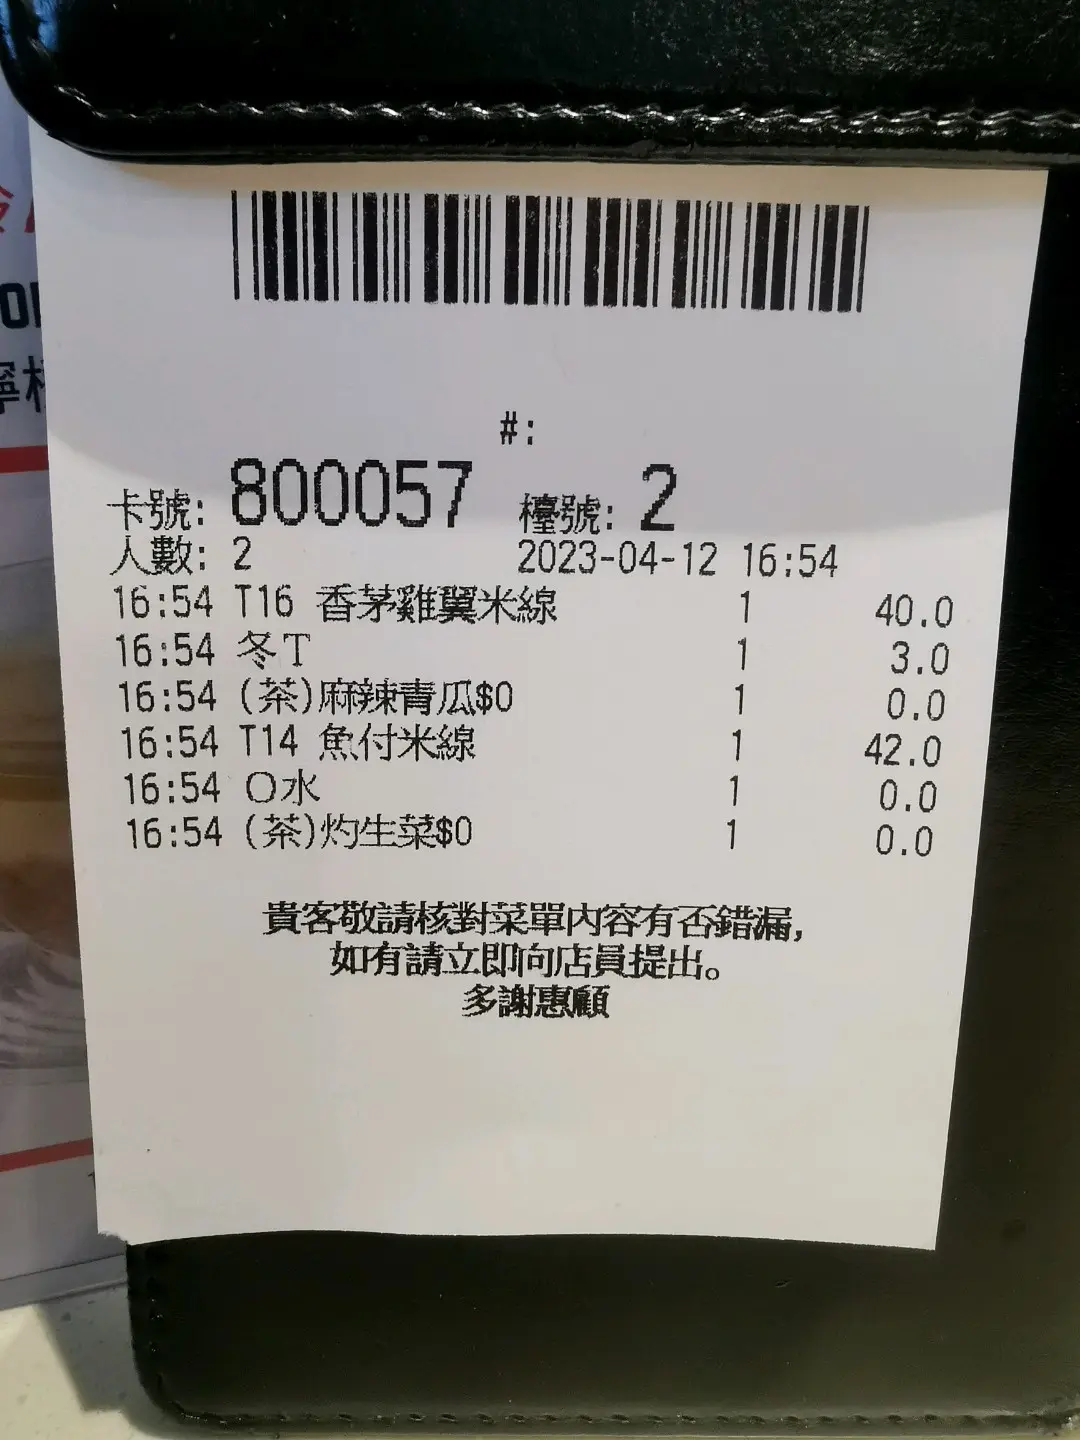 #:
卡號: 800057 檯號: 2
人數: 2 2023-04-12 16:54
16:54 T16 香茅雞翼米線 1 40.0
16:54 冬T 1 3.0
16:54 (茶)麻辣青瓜$0 1 0.0
16:54 T14 魚付米線 1 42.0
16:54 O水 1 0.0
16:54 (茶)灼生菜$0 1 0.0
貴客敬請核對菜單內容有否錯漏,
如有請立即向店員提出。
多謝惠顧